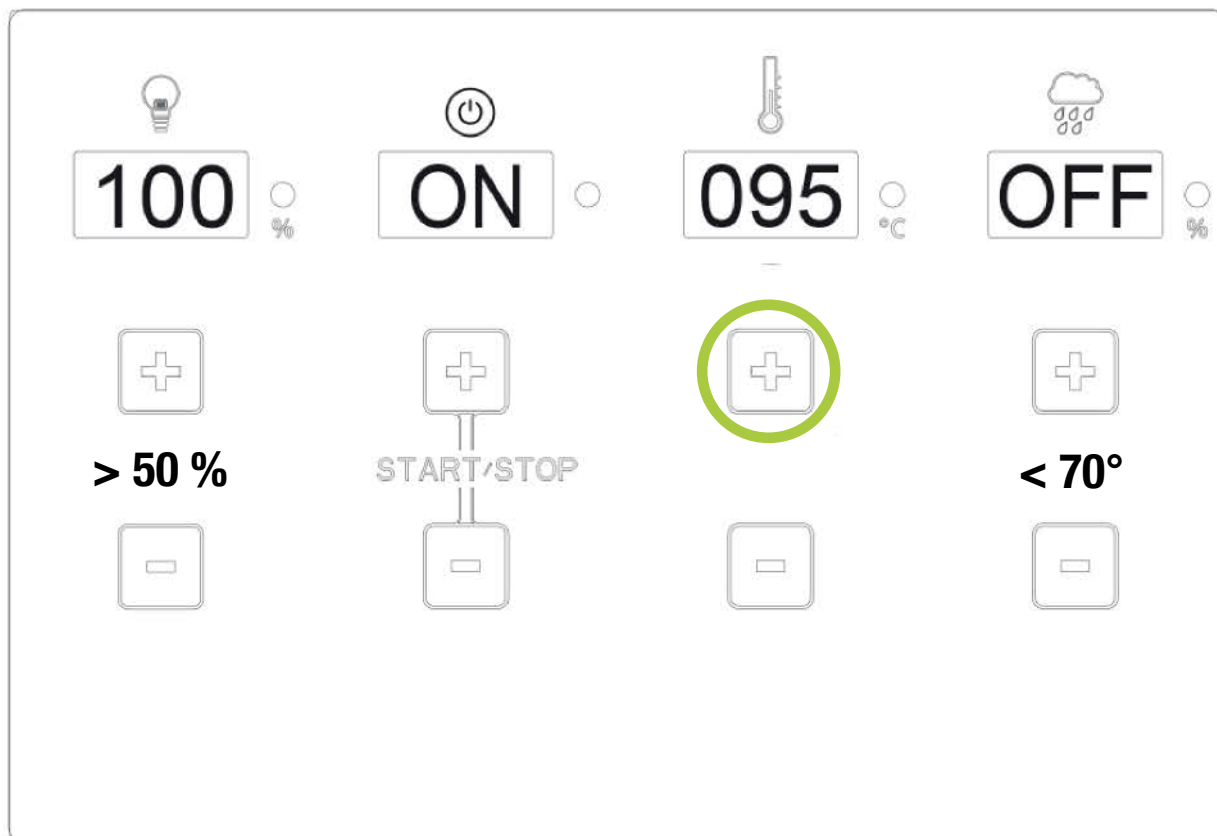 100 % ON 095 °C OFF %
+ + + +
> 50 % START/STOP < 70°
- - - -